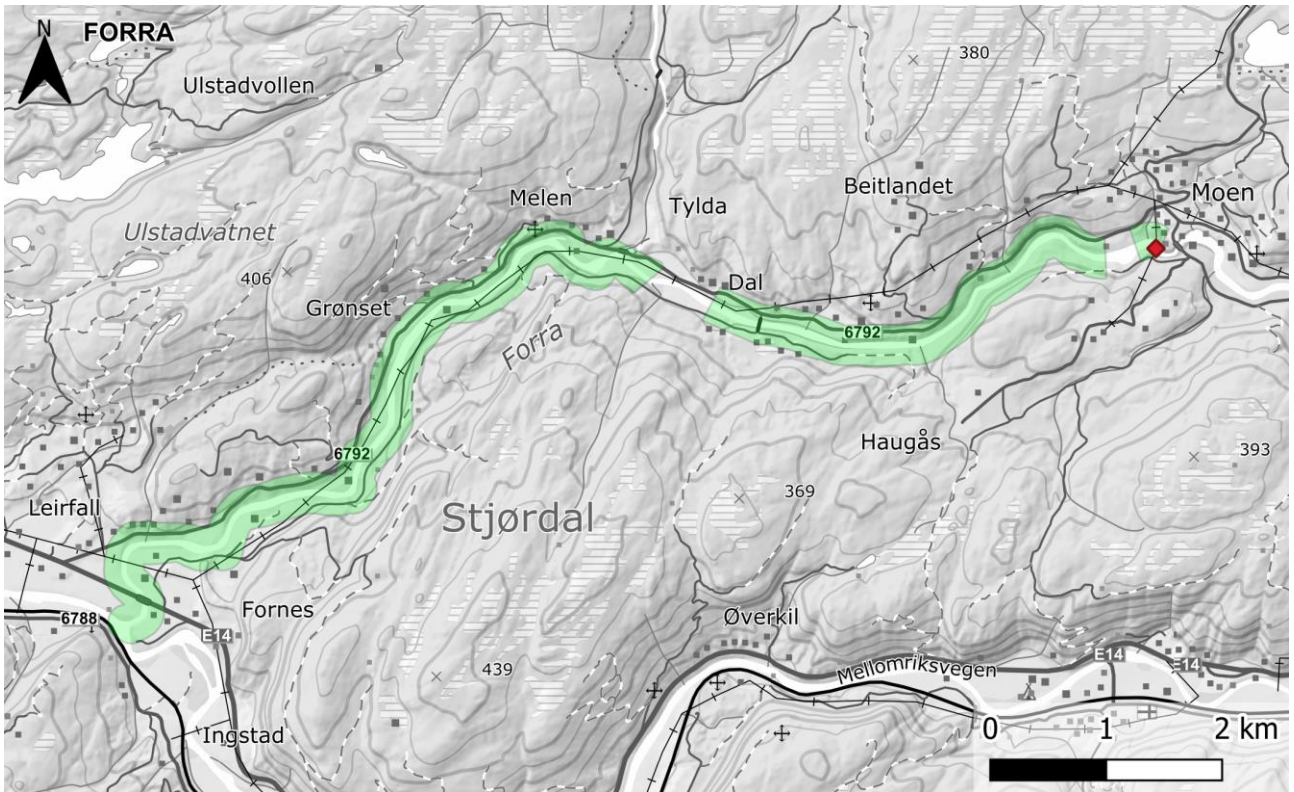 N
FORRA
380
Ulstadvollen
Beitlandet
Moen
Melen
Tylda
Ulstadvatnet
406
Dal
Grønset
6792
Forra
Haugås
393
6792
369
Leirfall
Stjørdal
Fornes
Øverkil
6788
E14
E14
E14
Mellomriksvegen
439
Ingstad
0 1 2 km